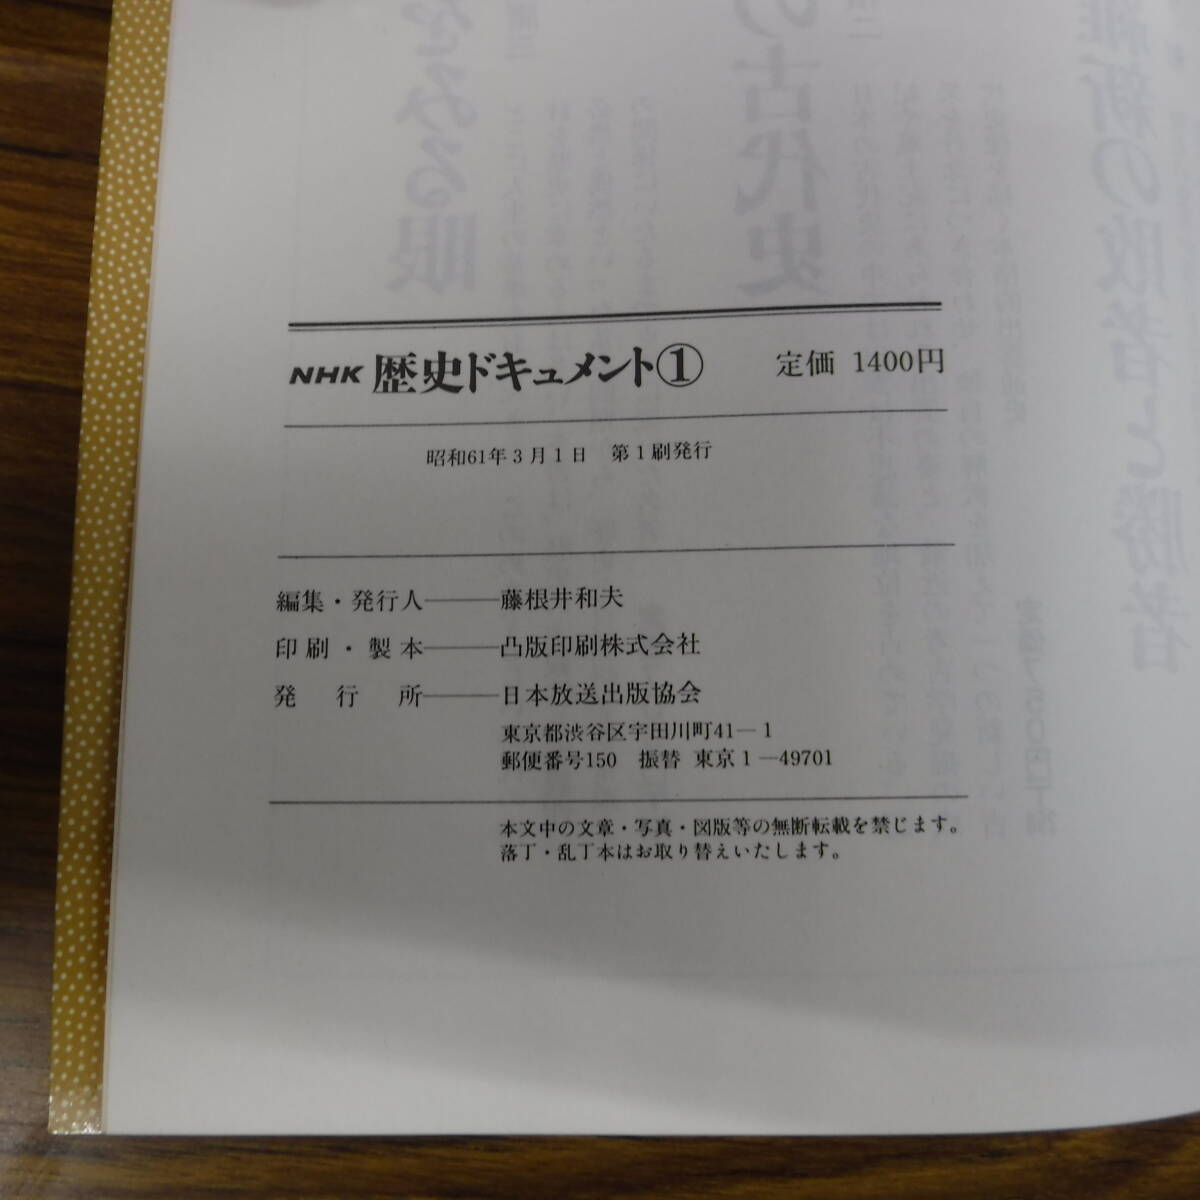 NHK 歴史ドキュメント① 定価 1400円
昭和61年3月1日 第1刷発行
編集・発行人――藤根井和夫
印刷・製本――凸版印刷株式会社
発行所――日本放送出版協会
東京都渋谷区宇田川町41―1
郵便番号150 振替 東京1―49701
本文中の文章・写真・図版等の無断転載を禁じます。
落丁・乱丁本はお取り替えいたします。